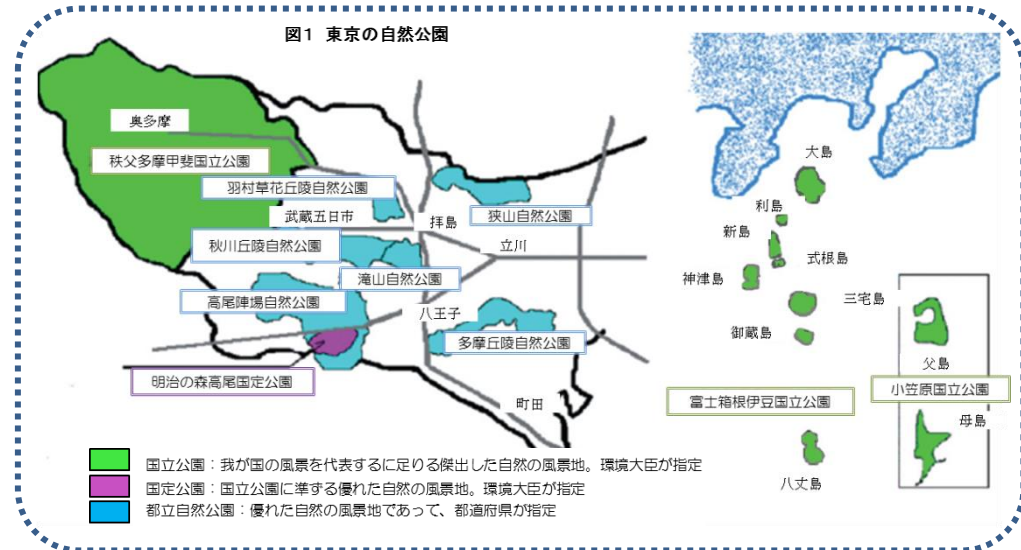 図1 東京の自然公園
奥多摩
秩父多摩甲斐国立公園
羽村草花丘陵自然公園
武蔵五日市
拝島
狭山自然公園
秋川丘陵自然公園
立川
滝山自然公園
高尾陣場自然公園
八王子
多摩丘陵自然公園
明治の森高尾国定公園
町田
大島
利島
新島
式根島
神津島
三宅島
御蔵島
父島
富士箱根伊豆国立公園
小笠原国立公園
母島
八丈島
国立公園：我が国の風景を代表するに足りる傑出した自然の風景地。環境大臣が指定
国定公園：国立公園に準ずる優れた自然の風景地。環境大臣が指定
都立自然公園：優れた自然の風景地であって、都道府県が指定